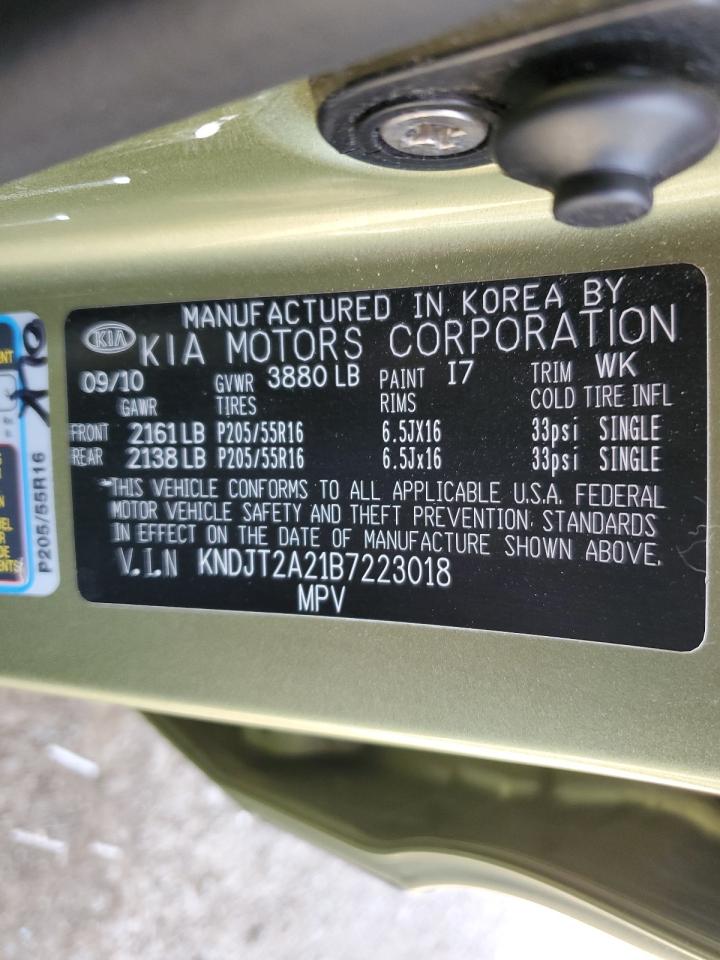 MANUFACTURED IN KOREA BY
KIA KIA MOTORS CORPORATION
09/10 GVWR 3880 LB PAINT I7 TRIM WK
GAWR TIRES RIMS COLD TIRE INFL
FRONT 2161 LB P205/55R16 6.5JX16 33psi SINGLE
REAR 2138 LB P205/55R16 6.5Jx16 33psi SINGLE
THIS VEHICLE CONFORMS TO ALL APPLICABLE U.S.A. FEDERAL
MOTOR VEHICLE SAFETY AND THEFT PREVENTION STANDARDS
IN EFFECT ON THE DATE OF MANUFACTURE SHOWN ABOVE.
V.I.N KNDJT2A21B7223018
MPV
P205/55R16